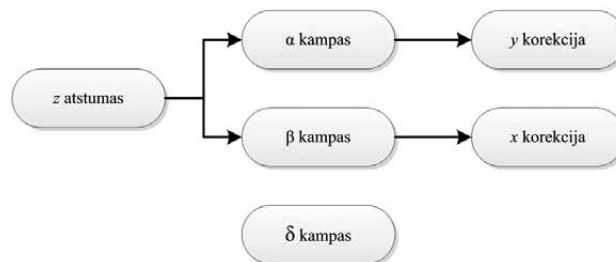 α kampas
y korekcija
z atstumas
β kampas
x korekcija
δ kampas